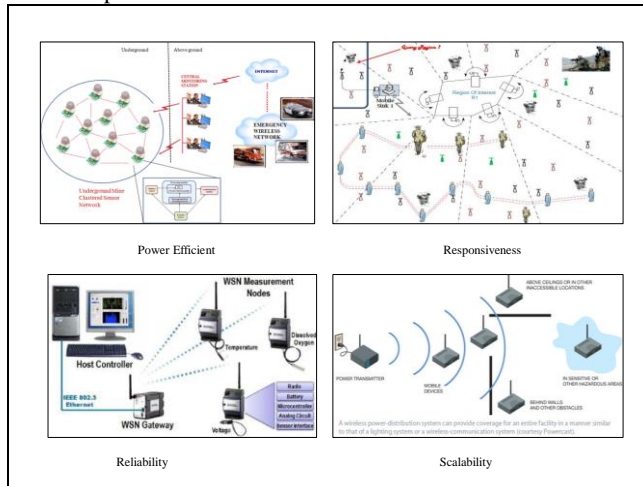 Underground
Above ground
CENTRAL
MONITORING
STATION
INTERNET
EMERGENCY
WIRELESS
NETWORK
Underground Mine
Clustered Sensor
Network
Power Efficient
Mobile
Sink 1
Region Of Interest
Responsiveness
WSN Measurement
Nodes
Host Controller
Temperature
Dissolved
Oxygen
IEEE 802.3
Ethernet
WSN Gateway
Voltage
Radio
Battery
Microcontroller
Analog Circuit
Sensor Interface
Reliability
ABOVE CEILINGS OR IN OTHER
INACCESSIBLE LOCATIONS
POWER TRANSMITTER
MOBILE
DEVICES
IN SENSITIVE OR
OTHER HAZARDOUS AREAS
BEHIND WALLS
AND OTHER OBSTACLES
A wireless power-distribution system can provide coverage for an entire facility in a manner similar
to that of a lighting system or a wireless communication system (courtesy Powercast).
Scalability